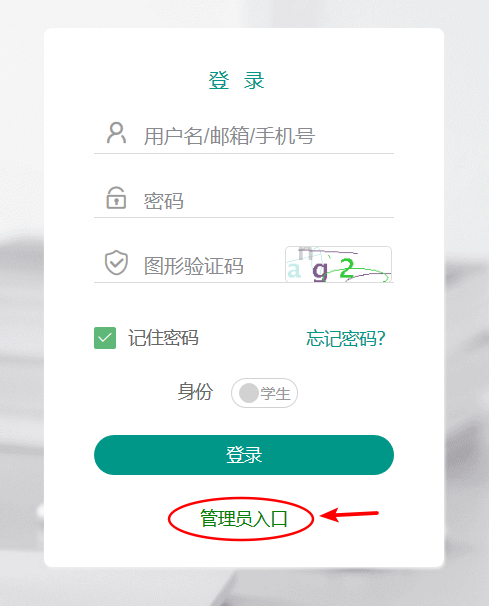 登 录
用户名/邮箱/手机号
密码
图形验证码 a n g 2
记住密码 忘记密码？
身份 学生
登录
管理员入口